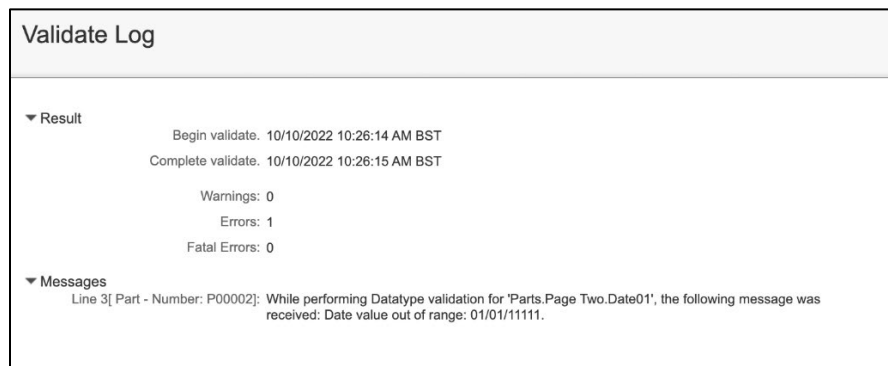 Validate Log
Result
Begin validate. 10/10/2022 10:26:14 AM BST
Complete validate. 10/10/2022 10:26:15 AM BST
Warnings: 0
Errors: 1
Fatal Errors: 0
Messages
Line 3[ Part - Number: P00002]: While performing Datatype validation for 'Parts.Page Two.Date01', the following message was
received: Date value out of range: 01/01/11111.